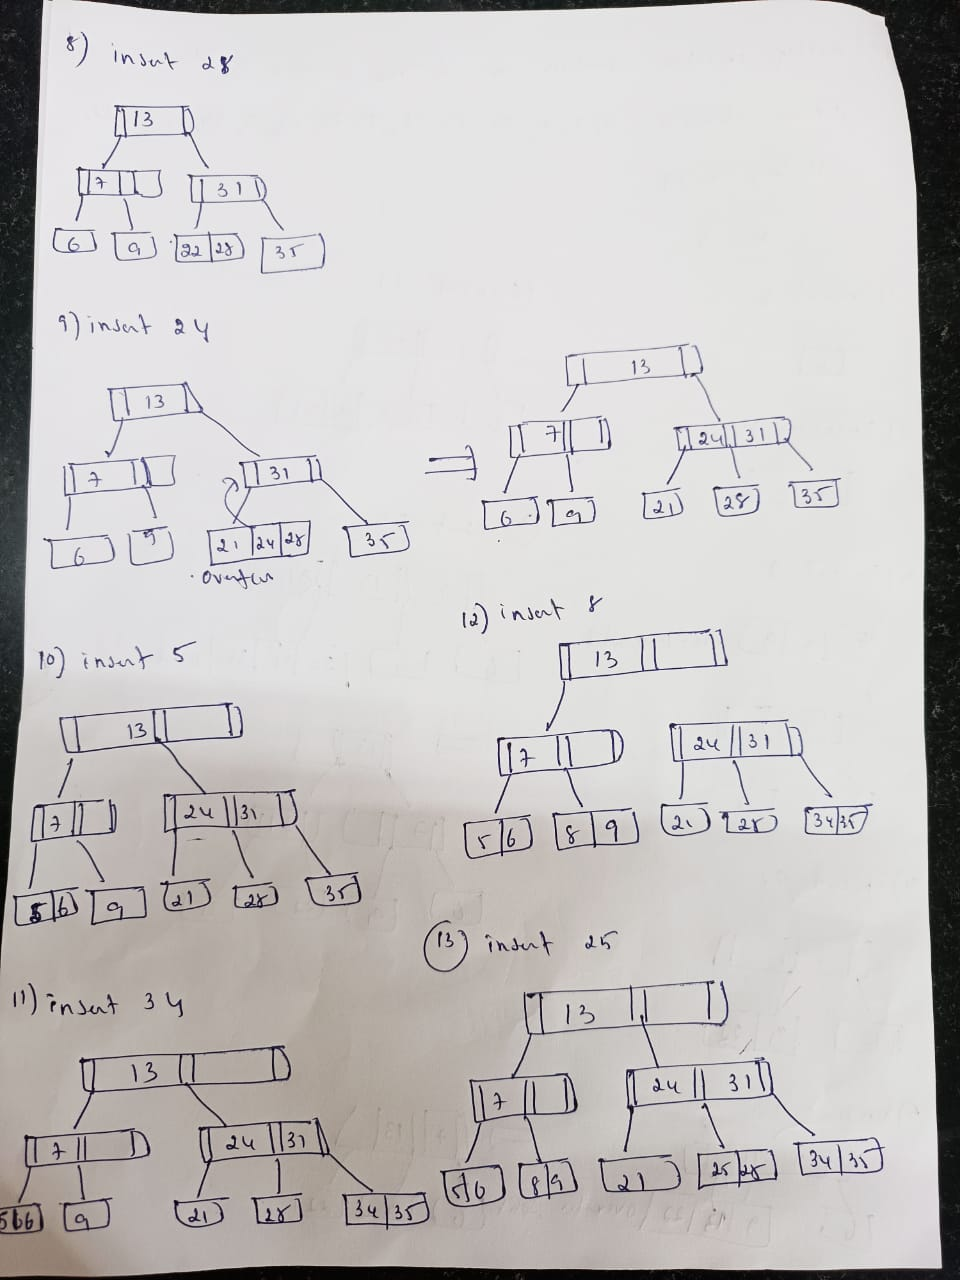 8) insert 28
13
7 31
6 9 22 28 35
9) insert 24
13
7 31
6 9 21 24 28 35
overflow
⇒
13
7 24 31
6 9 21 28 35
10) insert 5
13
7 24 31
5 6 9 21 28 35
11) insert 34
13
7 24 31
5 6 9 21 28 34 35
12) insert 8
13
7 24 31
5 6 8 9 21 28 34 35
13) insert 25
13
7 24 31
5 6 8 9 21 25 28 34 35